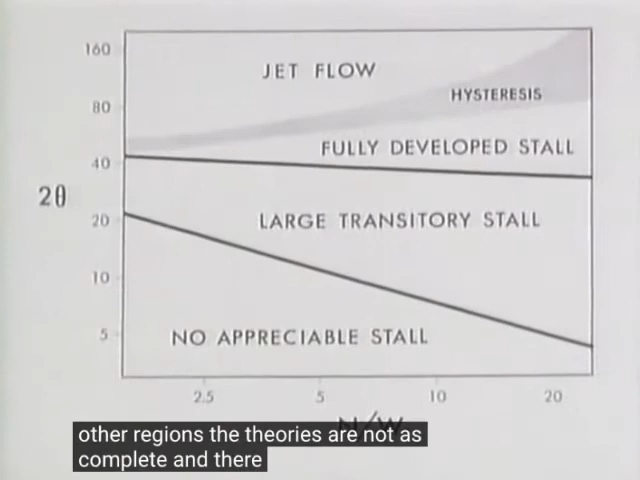 160
JET FLOW
HYSTERESIS
80
FULLY DEVELOPED STALL
40
2θ
20
LARGE TRANSITORY STALL
10
5
NO APPRECIABLE STALL
2.5 5 10 20
N/W
other regions the theories are not as
complete and there